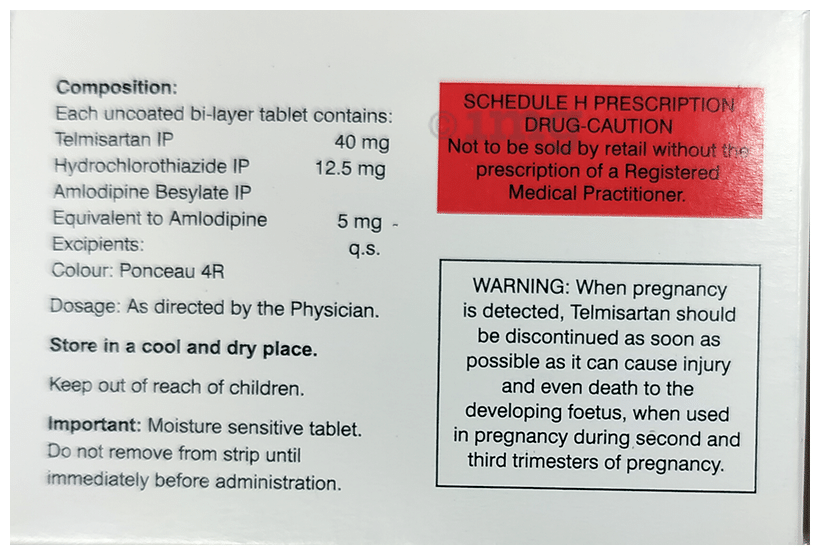 Composition:
Each uncoated bi-layer tablet contains:
Telmisartan IP 40 mg
Hydrochlorothiazide IP 12.5 mg
Amlodipine Besylate IP
Equivalent to Amlodipine 5 mg
Excipients: q.s.
Colour: Ponceau 4R
Dosage: As directed by the Physician.
Store in a cool and dry place.
Keep out of reach of children.
Important: Moisture sensitive tablet.
Do not remove from strip until
immediately before administration.
SCHEDULE H PRESCRIPTION
DRUG-CAUTION
Not to be sold by retail without the
prescription of a Registered
Medical Practitioner.
WARNING: When pregnancy
is detected, Telmisartan should
be discontinued as soon as
possible as it can cause injury
and even death to the
developing foetus, when used
in pregnancy during second and
third trimesters of pregnancy.